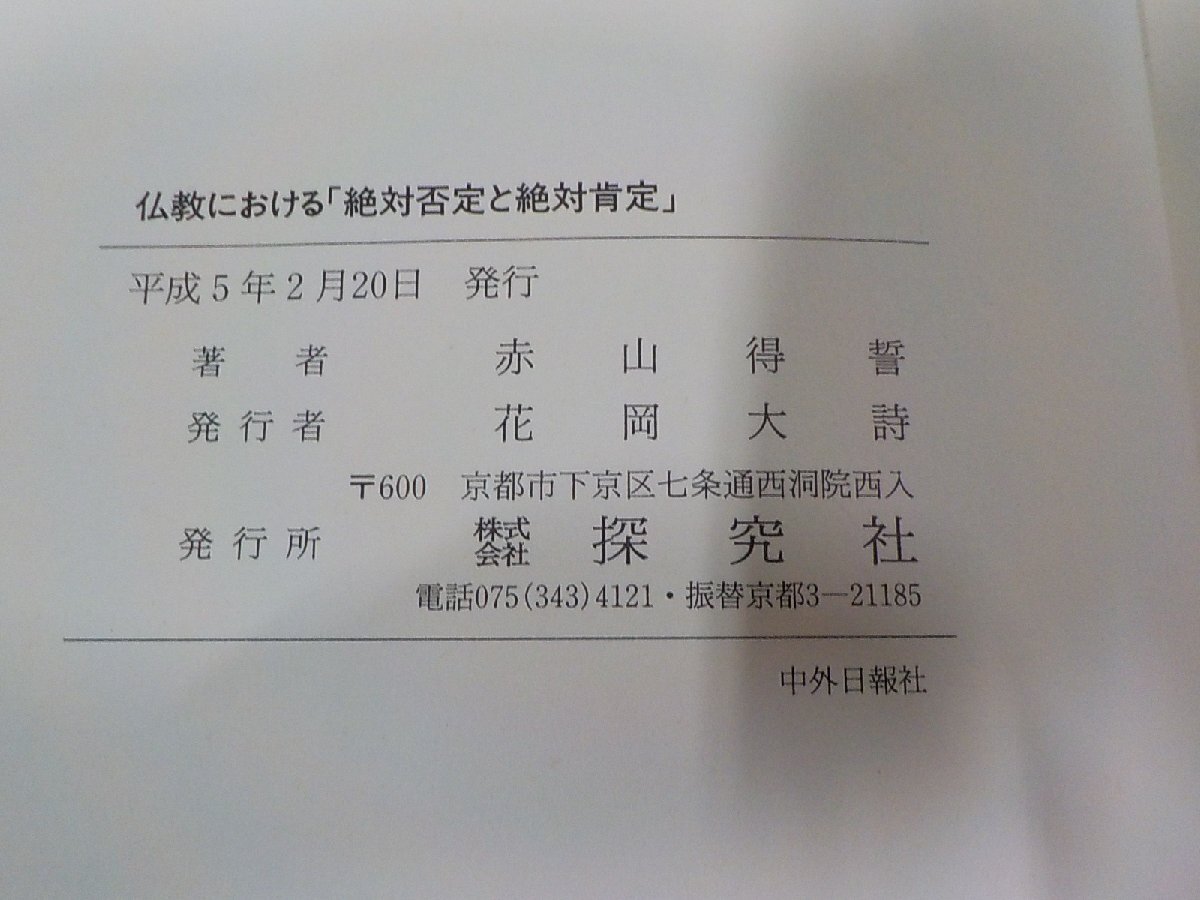 仏教における「絶対否定と絶対肯定」
平成5年2月20日 発行
著者 赤山得誓
発行者 花岡大詩
〒600 京都市下京区七条通西洞院西入
発行所 株式会社 探究社
電話075(343)4121・振替京都3―21185
中外日報社